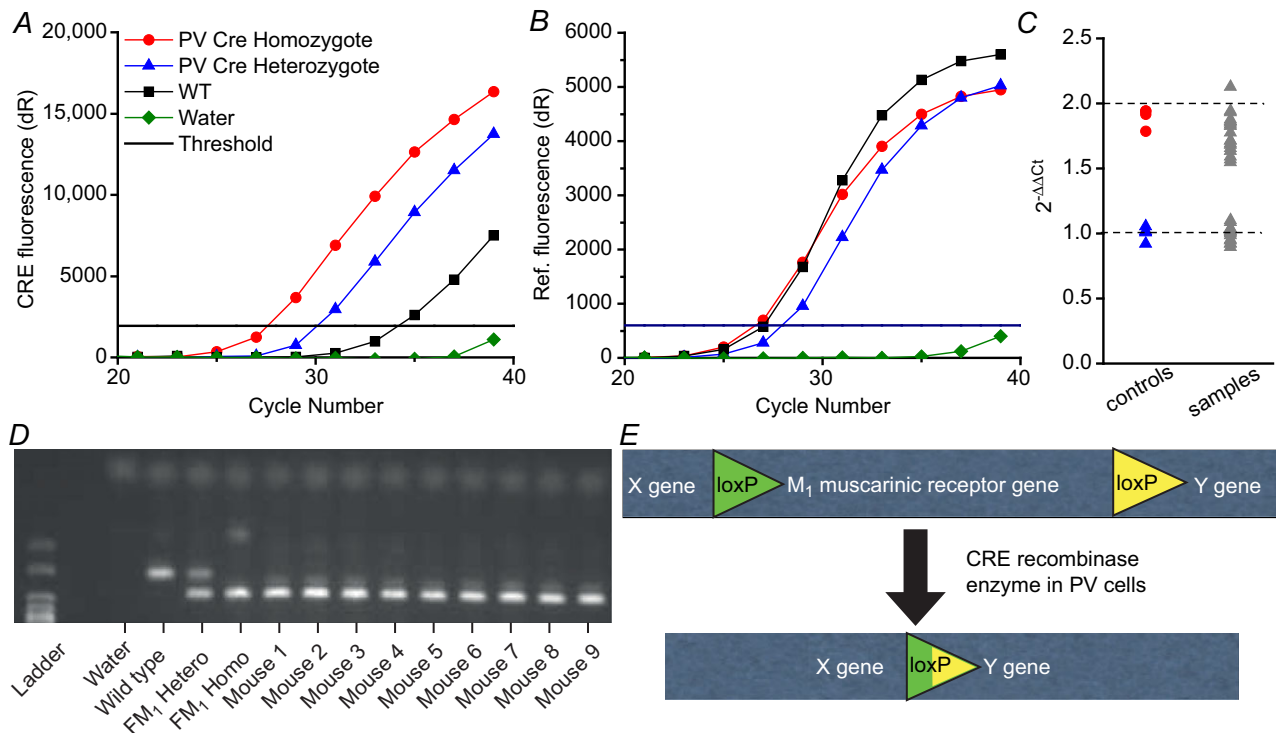 A
CRE fluorescence (dR)
20,000
15,000
10,000
5000
0
PV Cre Homozygote
PV Cre Heterozygote
WT
Water
Threshold
20
30
40
Cycle Number
B
Ref. fluorescence (dR)
6000
5000
4000
3000
2000
1000
0
20
30
40
Cycle Number
C
2-ΔΔCt
2.5
2.0
1.5
1.0
0.5
0.0
controls
samples
D
Ladder
Water
Wild type
FM1 Hetero
FM1 Homo
Mouse 1
Mouse 2
Mouse 3
Mouse 4
Mouse 5
Mouse 6
Mouse 7
Mouse 8
Mouse 9
E
X gene
loxP
M1 muscarinic receptor gene
loxP
Y gene
CRE recombinase
enzyme in PV cells
X gene
loxP
Y gene